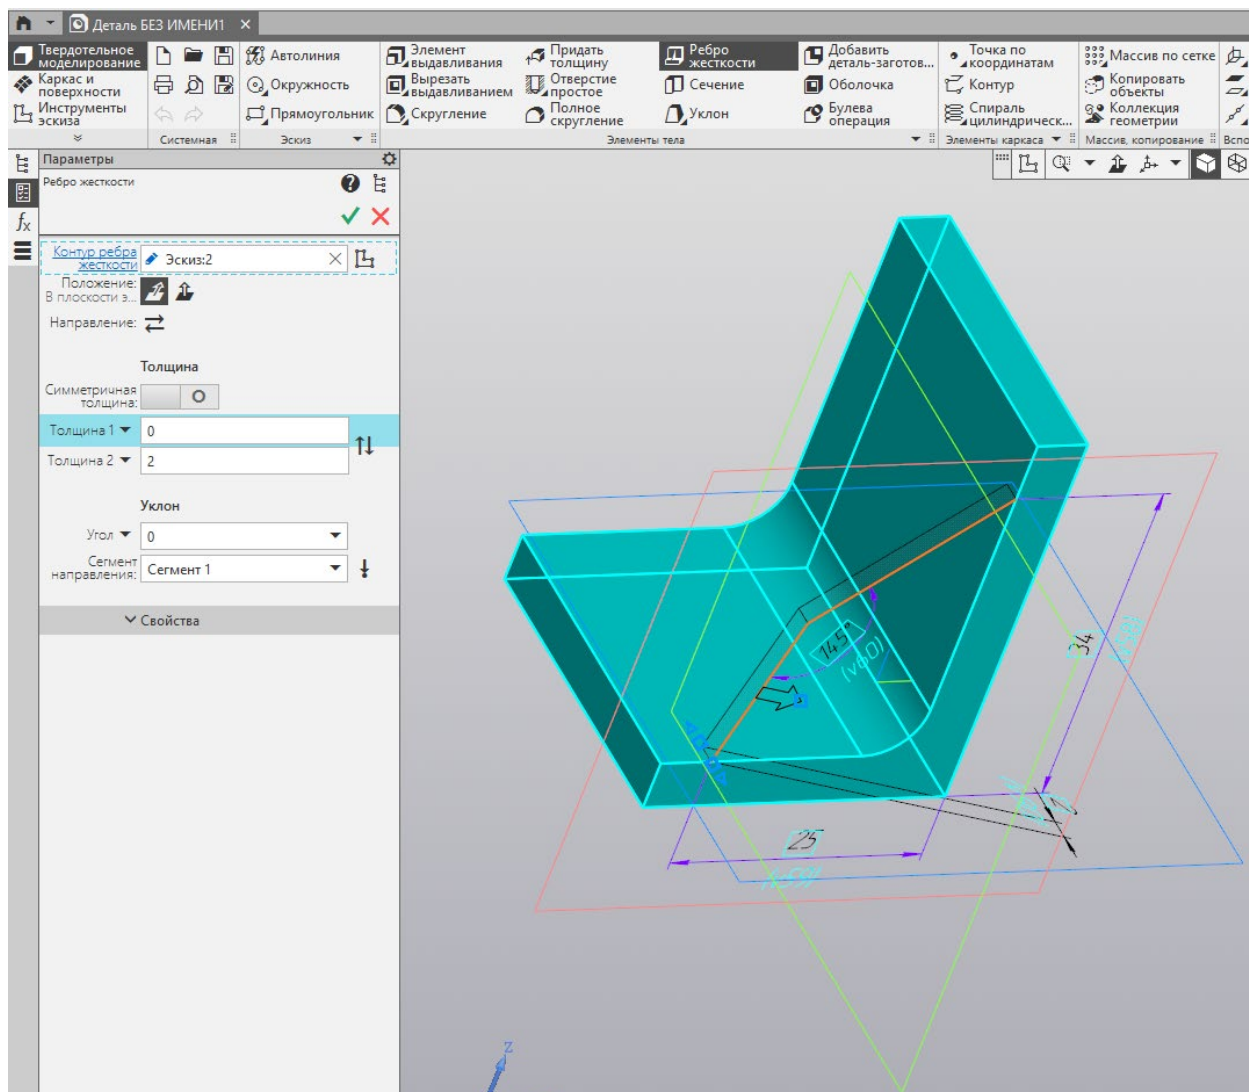 Деталь БЕЗ ИМЕНИ1
Твердотельное
моделирование
Каркас и
поверхности
Инструменты
эскиза
Системная
Автолиния
Окружность
Прямоугольник
Эскиз
Элемент
выдавливания
Вырезать
выдавливанием
Скругление
Придать
толщину
Отверстие
простое
Полное
скругление
Ребро
жесткости
Сечение
Уклон
Добавить
деталь-заготов...
Оболочка
Булева
операция
Элементы тела
Точка по
координатам
Контур
Спираль
цилиндрическ...
Элементы каркаса
Массив по сетке
Копировать
объекты
Коллекция
геометрии
Массив, копирование
Вспо
Параметры
Ребро жесткости
Контур ребра
жесткости
Эскиз:2
Положение:
В плоскости э...
Направление:
Толщина
Симметричная
толщина:
Толщина 1
0
Толщина 2
2
Уклон
Угол
0
Сегмент
направления:
Сегмент 1
Свойства
145°
34
25
Z